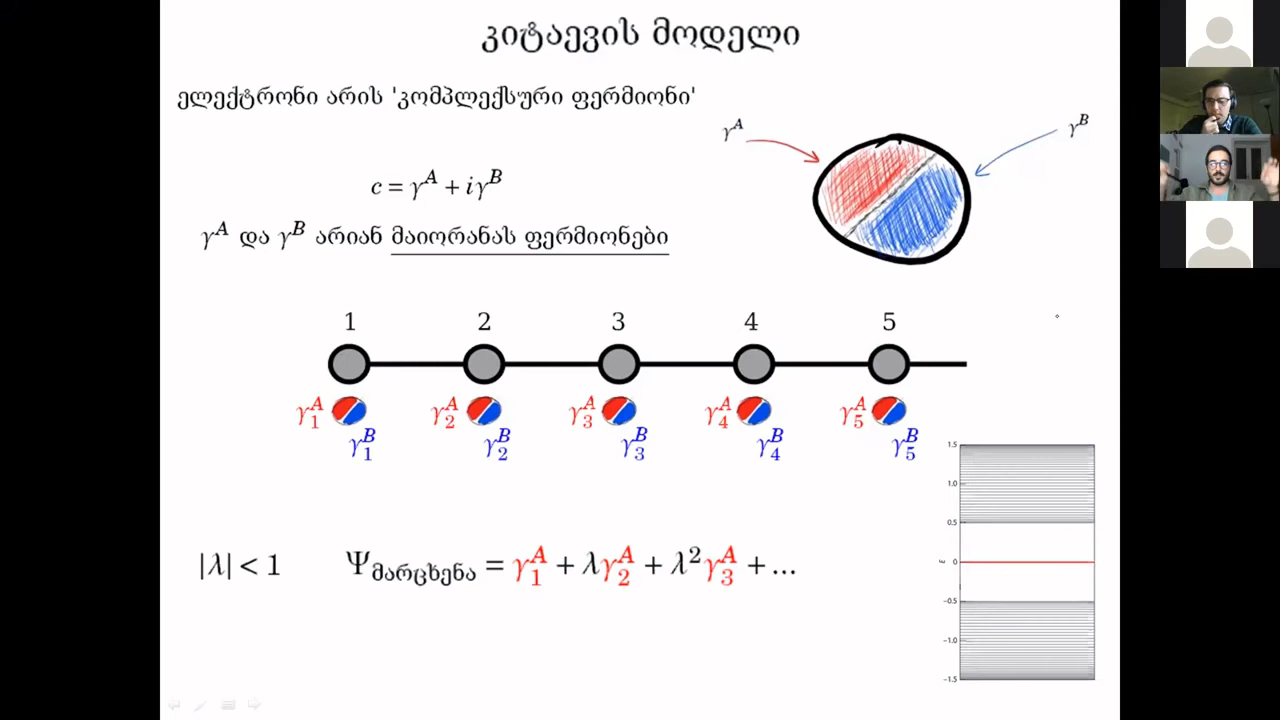 კიტაევის მოდელი
ელექტრონი არის 'კომპლექსური ფერმიონი'
γ^A
γ^B
c = γ^A + iγ^B
γ^A და γ^B არიან მაიორანას ფერმიონები
1 2 3 4 5
γ_1^A γ_2^A γ_3^A γ_4^A γ_5^A
γ_1^B γ_2^B γ_3^B γ_4^B γ_5^B
|λ| < 1 Ψ_მარცხენა = γ_1^A + λγ_2^A + λ^2γ_3^A + ...
1.5
1.0
0.5
E 0
−0.5
−1.0
−1.5